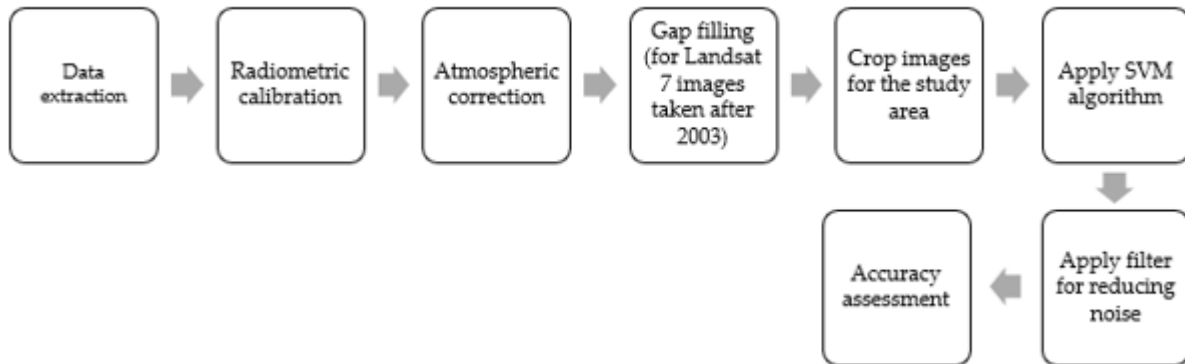 Data
extraction
Radiometric
calibration
Atmospheric
correction
Gap filling
(for Landsat
7 images
taken after
2003)
Crop images
for the study
area
Apply SVM
algorithm
Apply filter
for reducing
noise
Accuracy
assessment